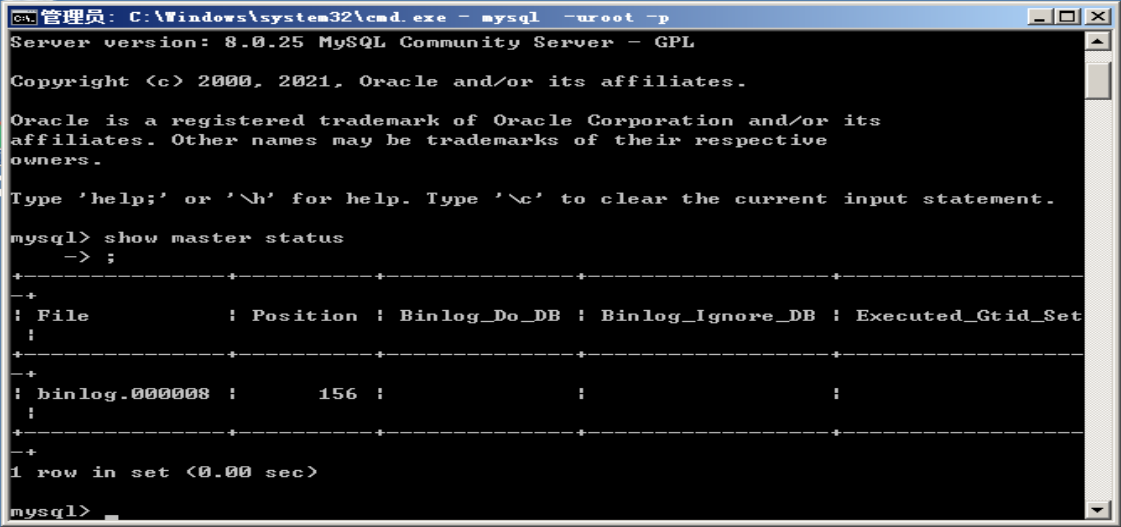 管理员: C:\Windows\system32\cmd.exe - mysql  -uroot -p
Server version: 8.0.25 MySQL Community Server - GPL
Copyright (c) 2000, 2021, Oracle and/or its affiliates.
Oracle is a registered trademark of Oracle Corporation and/or its
affiliates. Other names may be trademarks of their respective
owners.
Type 'help;' or '\h' for help. Type '\c' to clear the current input statement.
mysql> show master status
    -> ;
+---------------+----------+--------------+------------------+------------------
-+
| File          | Position | Binlog_Do_DB | Binlog_Ignore_DB | Executed_Gtid_Set
 |
+---------------+----------+--------------+------------------+------------------
-+
| binlog.000008 |      156 |              |                  |
 |
+---------------+----------+--------------+------------------+------------------
-+
1 row in set (0.00 sec)
mysql> _